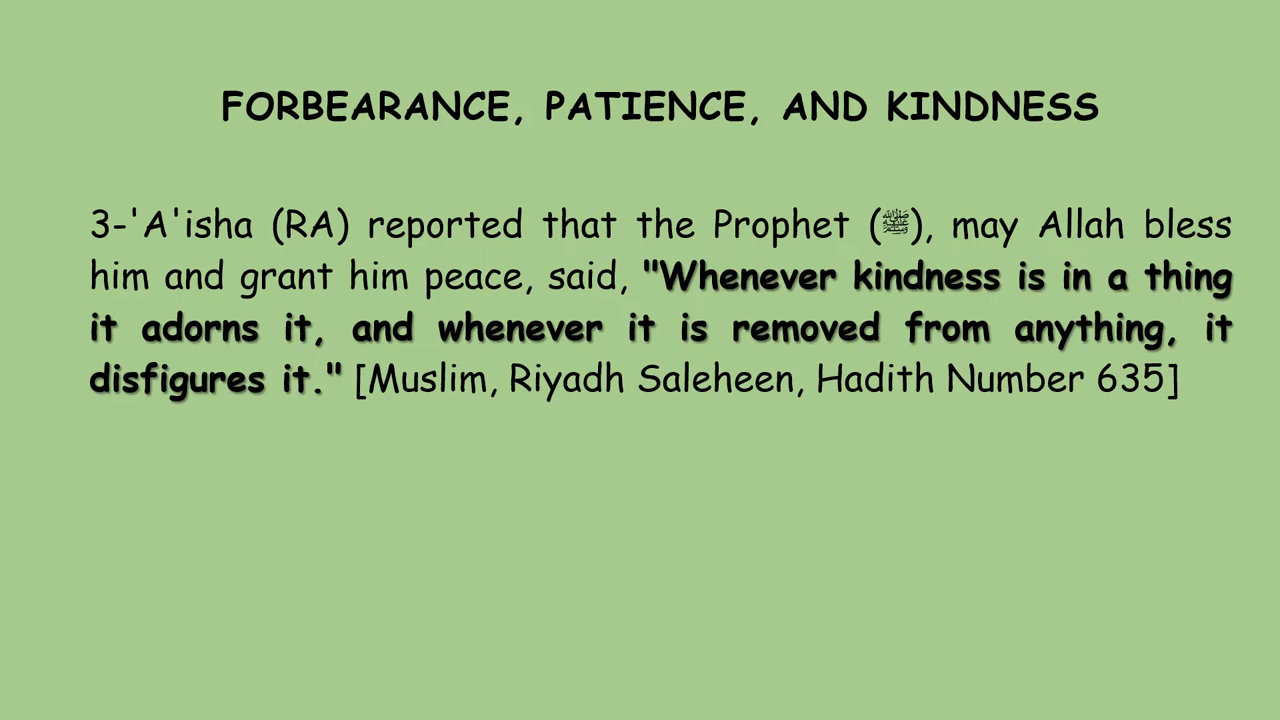 FORBEARANCE, PATIENCE, AND KINDNESS
3-'A'isha (RA) reported that the Prophet (ﷺ), may Allah bless
him and grant him peace, said, "Whenever kindness is in a thing
it adorns it, and whenever it is removed from anything, it
disfigures it." [Muslim, Riyadh Saleheen, Hadith Number 635]